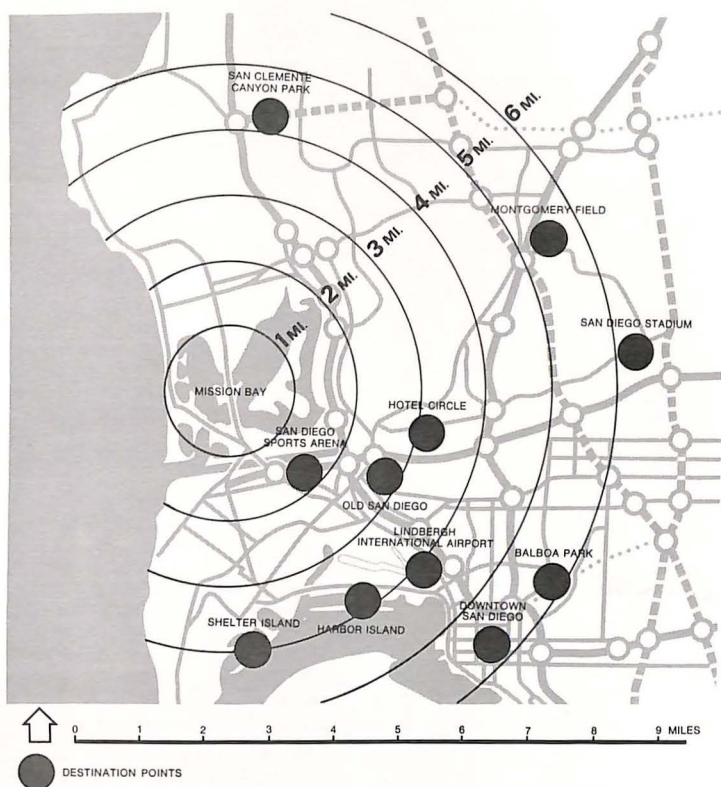 SAN CLEMENTE
CANYON PARK
6 MI.
5 MI.
4 MI.
MONTGOMERY FIELD
3 MI.
2 MI.
1 MI.
SAN DIEGO STADIUM
MISSION BAY
HOTEL CIRCLE
SAN DIEGO
SPORTS ARENA
OLD SAN DIEGO
LINDBERGH
INTERNATIONAL AIRPORT
BALBOA PARK
DOWNTOWN
SAN DIEGO
SHELTER ISLAND
HARBOR ISLAND
0 1 2 3 4 5 6 7 8 9 MILES
DESTINATION POINTS